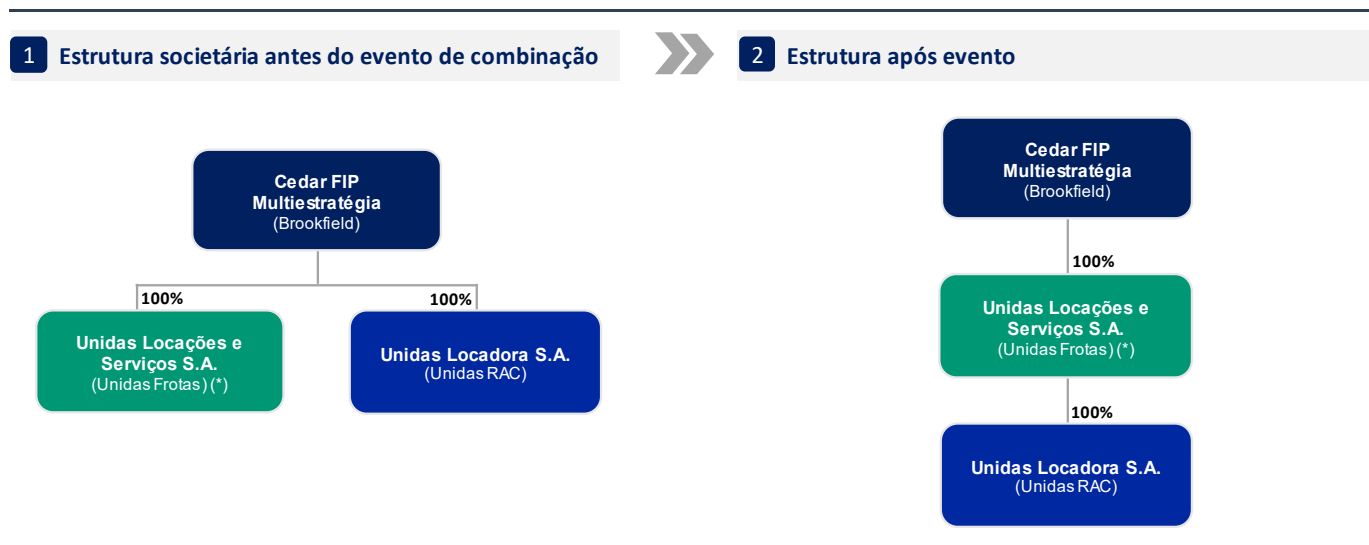 1 Estrutura societária antes do evento de combinação
2 Estrutura após evento
Cedar FIP
Multiestratégia
(Brookfield)
100%
100%
Unidas Locações e
Serviços S.A.
(Unidas Frotas) (*)
Unidas Locadora S.A.
(Unidas RAC)
Cedar FIP
Multiestratégia
(Brookfield)
100%
Unidas Locações e
Serviços S.A.
(Unidas Frotas) (*)
100%
Unidas Locadora S.A.
(Unidas RAC)